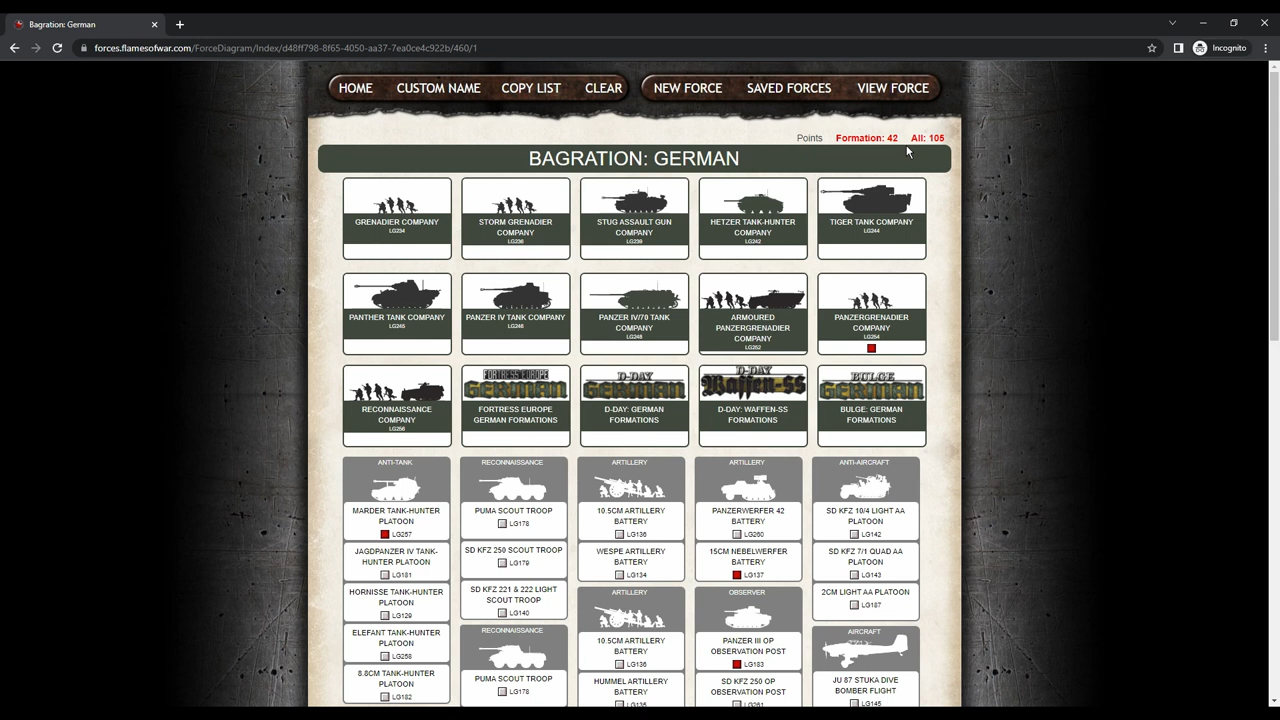 Bagration: German
forces.flamesofwar.com/ForceDiagram/Index/d48ff798-8f65-4050-aa37-7ea0ce4c922b/460/1
Incognito
HOME CUSTOM NAME COPY LIST CLEAR NEW FORCE SAVED FORCES VIEW FORCE
Points Formation: 42 All: 105
BAGRATION: GERMAN
GRENADIER COMPANY
LG234
STORM GRENADIER
COMPANY
LG236
STUG ASSAULT GUN
COMPANY
LG239
HETZER TANK-HUNTER
COMPANY
LG242
TIGER TANK COMPANY
LG244
PANTHER TANK COMPANY
LG245
PANZER IV TANK COMPANY
LG246
PANZER IV/70 TANK
COMPANY
LG248
ARMOURED
PANZERGRENADIER
COMPANY
LG252
PANZERGRENADIER
COMPANY
LG254
RECONNAISSANCE
COMPANY
LG256
FORTRESS EUROPE
GERMAN
FORTRESS EUROPE
GERMAN FORMATIONS
D-DAY
GERMAN
D-DAY: GERMAN
FORMATIONS
D-DAY
Waffen-SS
D-DAY: WAFFEN-SS
FORMATIONS
BULGE
GERMAN
BULGE: GERMAN
FORMATIONS
ANTI-TANK
MARDER TANK-HUNTER
PLATOON
LG257
JAGDPANZER IV TANK-
HUNTER PLATOON
LG181
HORNISSE TANK-HUNTER
PLATOON
LG129
ELEFANT TANK-HUNTER
PLATOON
LG258
8.8CM TANK-HUNTER
PLATOON
LG182
RECONNAISSANCE
PUMA SCOUT TROOP
LG178
SD KFZ 250 SCOUT TROOP
LG179
SD KFZ 221 & 222 LIGHT
SCOUT TROOP
LG140
RECONNAISSANCE
PUMA SCOUT TROOP
LG178
ARTILLERY
10.5CM ARTILLERY
BATTERY
LG136
WESPE ARTILLERY
BATTERY
LG134
ARTILLERY
10.5CM ARTILLERY
BATTERY
LG136
HUMMEL ARTILLERY
BATTERY
LG135
ARTILLERY
PANZERWERFER 42
BATTERY
LG260
15CM NEBELWERFER
BATTERY
LG137
OBSERVER
PANZER III OP
OBSERVATION POST
LG183
SD KFZ 250 OP
OBSERVATION POST
LG261
ANTI-AIRCRAFT
SD KFZ 10/4 LIGHT AA
PLATOON
LG142
SD KFZ 7/1 QUAD AA
PLATOON
LG143
2CM LIGHT AA PLATOON
LG187
AIRCRAFT
JU 87 STUKA DIVE
BOMBER FLIGHT
LG145